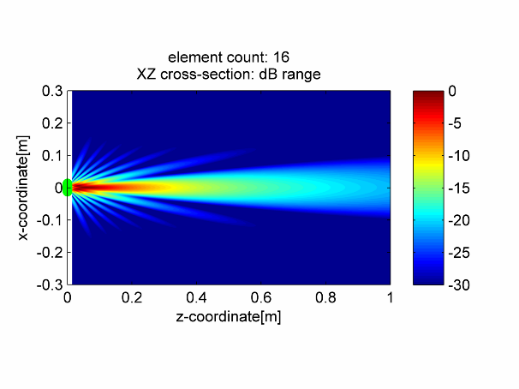 element count: 16
XZ cross-section: dB range
0.3
0.2
0.1
0
-0.1
-0.2
-0.3
x-coordinate[m]
0 0.2 0.4 0.6 0.8 1
z-coordinate[m]
0
-5
-10
-15
-20
-25
-30